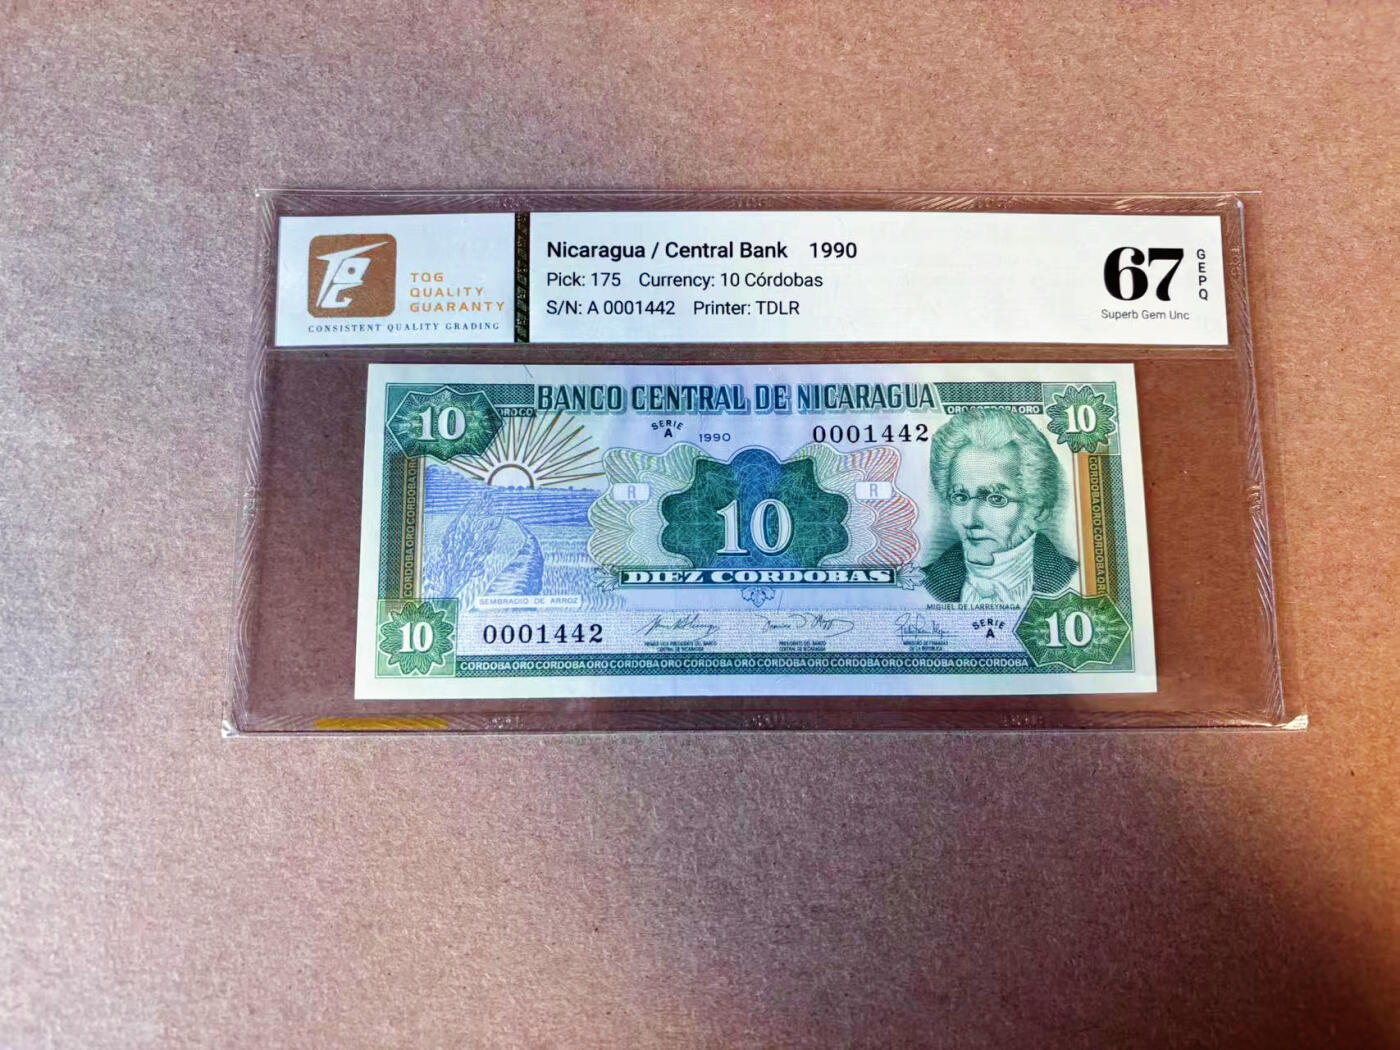 TQG
QUALITY
GUARANTY
CONSISTENT QUALITY GRADING
Nicaragua / Central Bank 1990
Pick: 175 Currency: 10 Córdobas
S/N: A 0001442 Printer: TDLR
67
GEPQ
Superb Gem Unc
BANCO CENTRAL DE NICARAGUA
10
10
SERIE
A
1990
0001442
R
R
10
DIEZ CORDOBAS
SEMBRADIO DE ARROZ
MIGUEL DE LARREYNAGA
10
0001442
SERIE
A
10
CORDOBA ORO CORDOBA ORO CORDOBA ORO CORDOBA ORO CORDOBA ORO CORDOBA ORO CORDOBA ORO CORDOBA